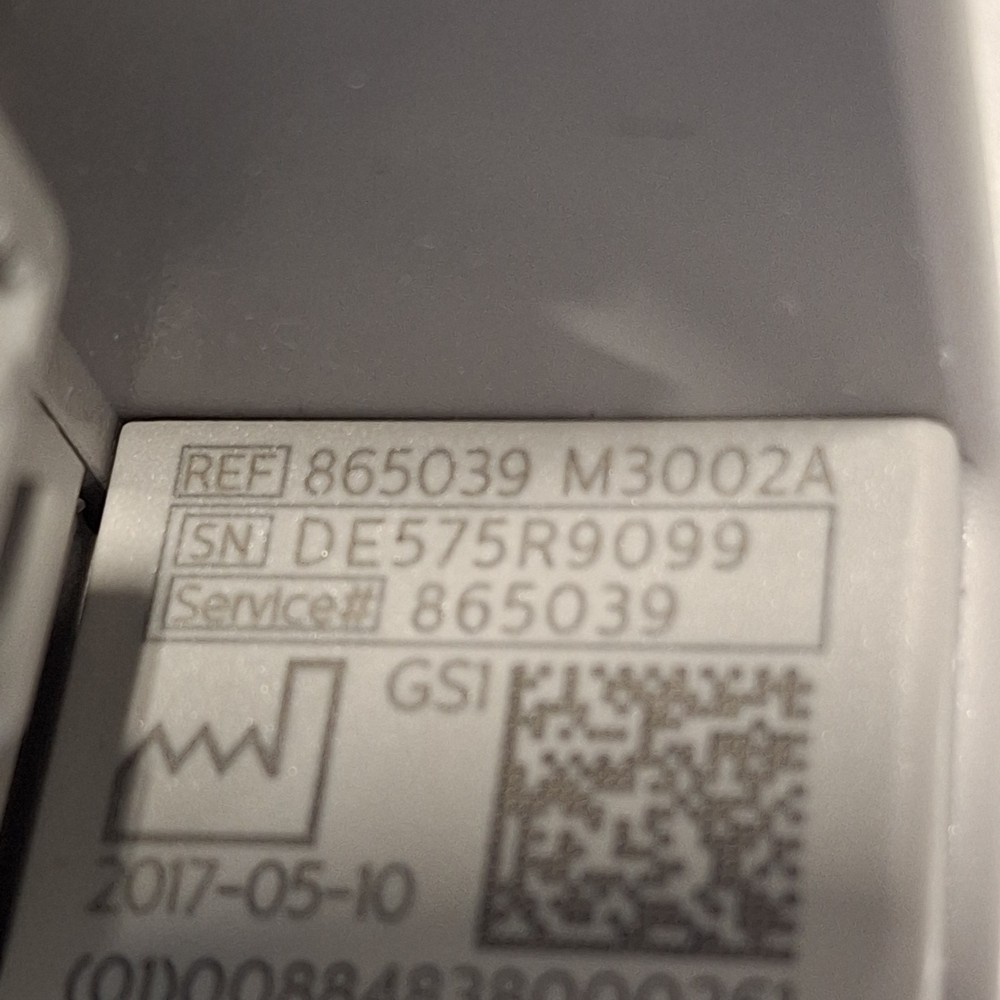 REF 865039 M3002A
SN DE575R9099
Service# 865039
GS1
2017-05-10